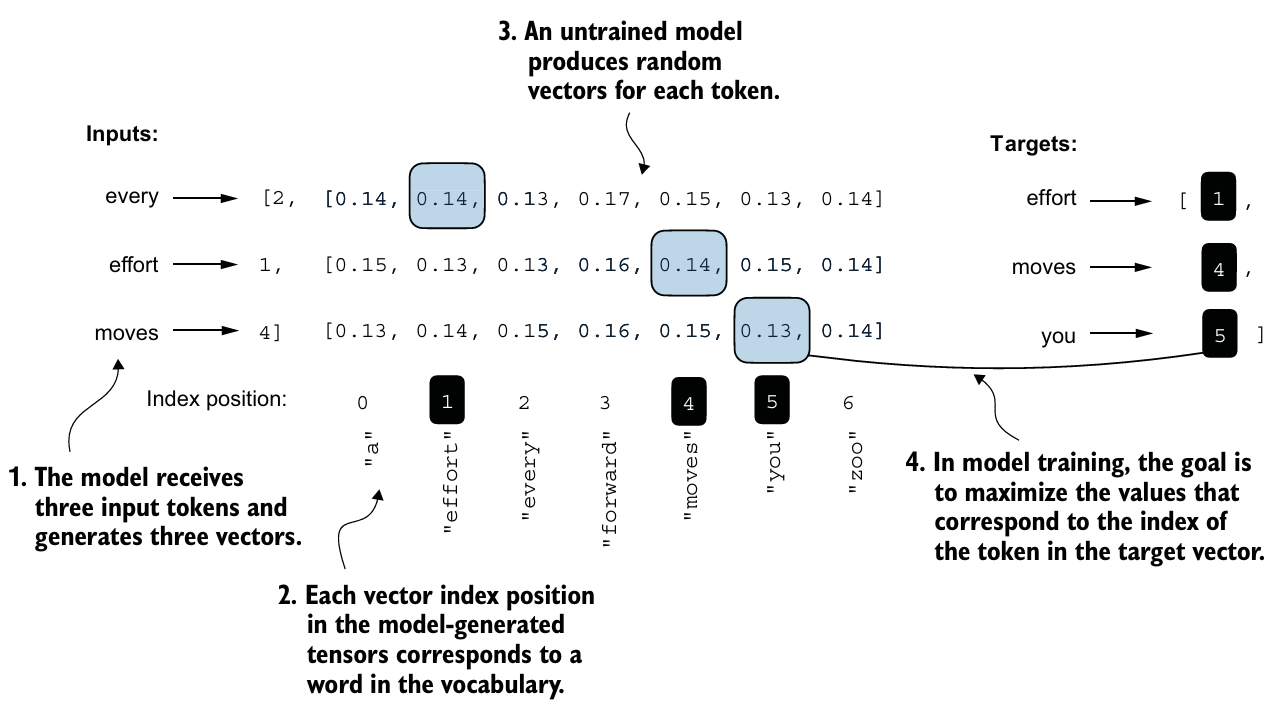 3. An untrained model
produces random
vectors for each token.
Inputs:
Targets:
every [2, [0.14, 0.14, 0.13, 0.17, 0.15, 0.13, 0.14] effort [ 1 ,
effort 1, [0.15, 0.13, 0.13, 0.16, 0.14, 0.15, 0.14] moves 4 ,
moves 4] [0.13, 0.14, 0.15, 0.16, 0.15, 0.13, 0.14] you 5 ]
Index position: 0 1 2 3 4 5 6
"a" "effort" "every" "forward" "moves" "you" "zoo"
1. The model receives
three input tokens and
generates three vectors.
2. Each vector index position
in the model-generated
tensors corresponds to a
word in the vocabulary.
4. In model training, the goal is
to maximize the values that
correspond to the index of
the token in the target vector.